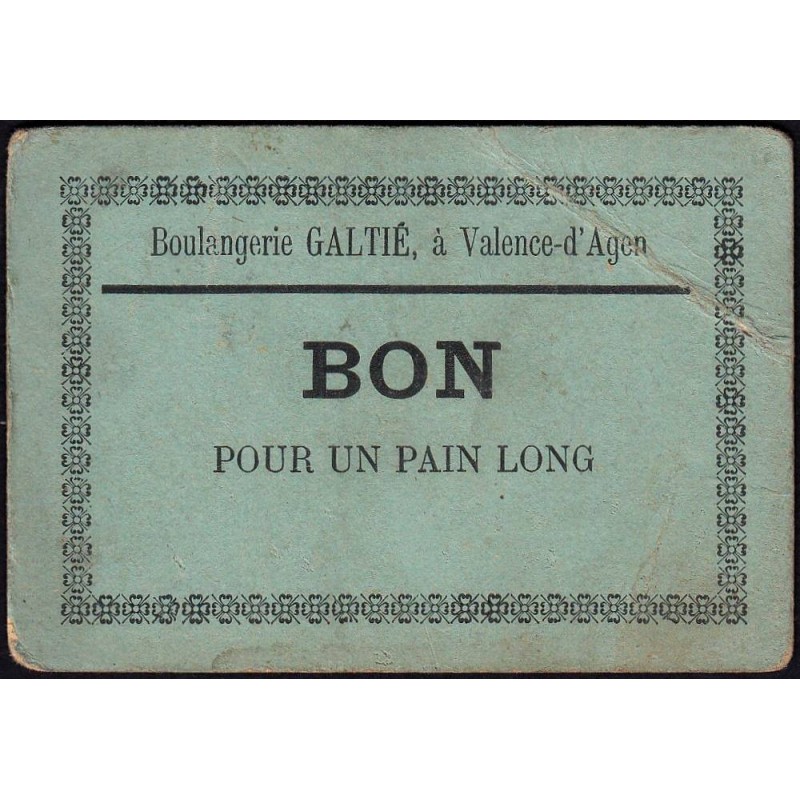 Boulangerie GALTIÉ, à Valence-d'Agen
BON
POUR UN PAIN LONG